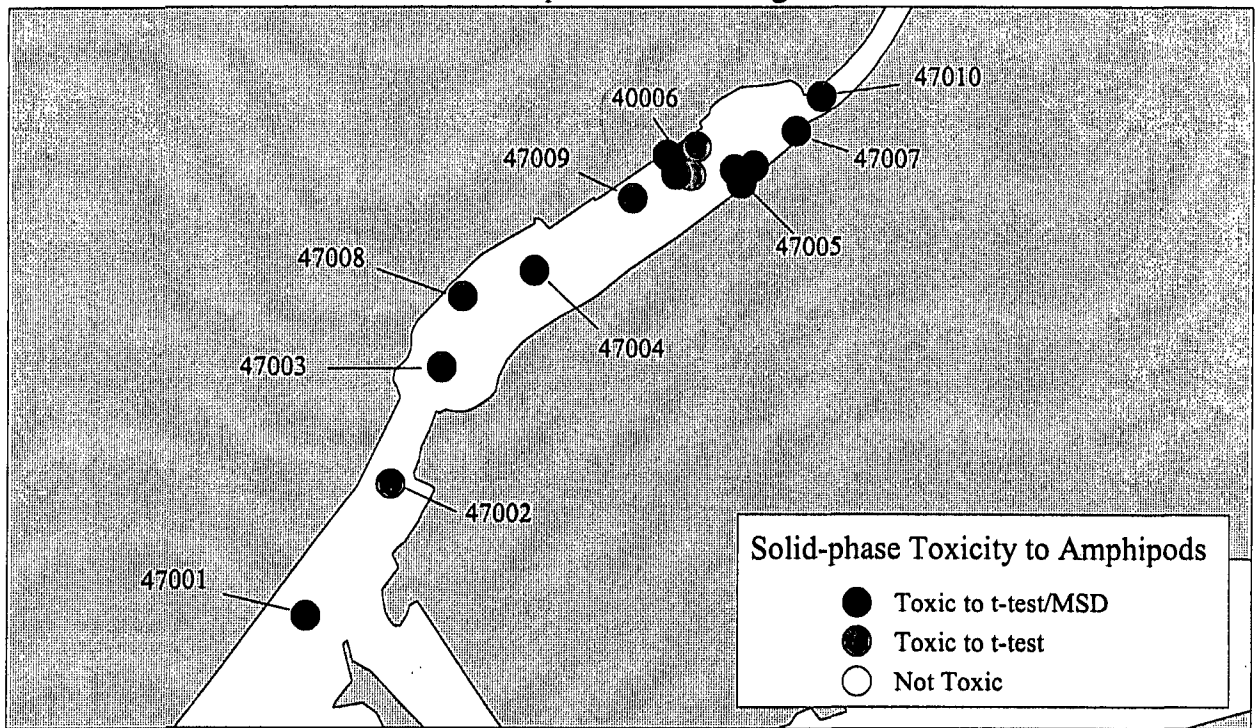 47010
40006
47009
47007
47005
47008
47004
47003
47002
47001
Solid-phase Toxicity to Amphipods
Toxic to t-test/MSD
Toxic to t-test
Not Toxic